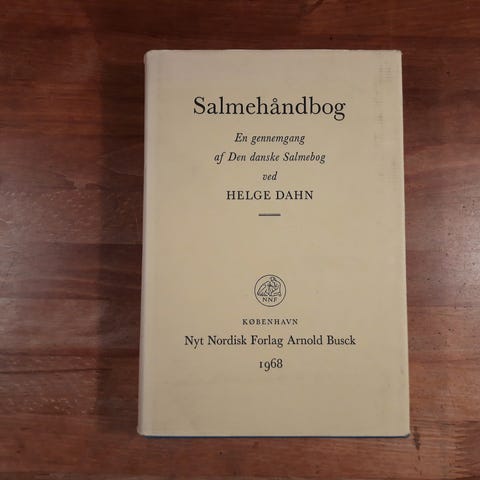 Salmehåndbog
En gennemgang
af Den danske Salmebog
ved
HELGE DAHN
NNF
KØBENHAVN
Nyt Nordisk Forlag Arnold Busck
1968